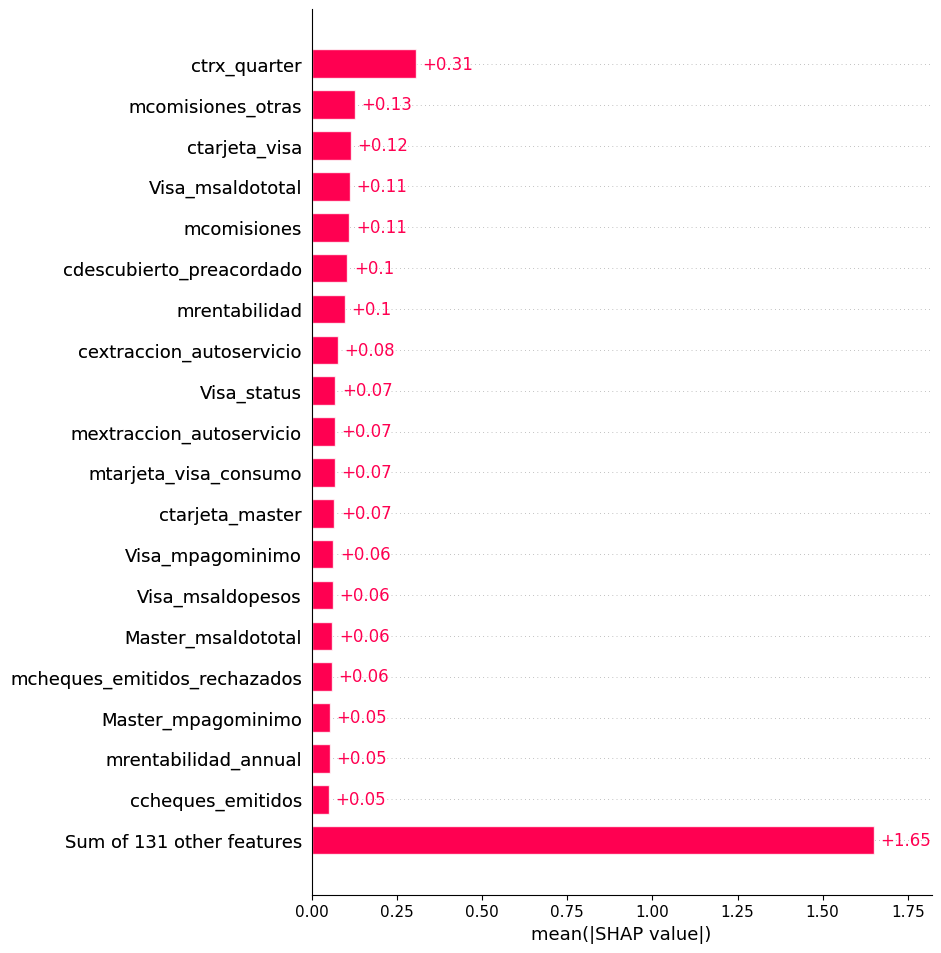 ctrx_quarter +0.31
mcomisiones_otras +0.13
ctarjeta_visa +0.12
Visa_msaldototal +0.11
mcomisiones +0.11
cdescubierto_preacordado +0.1
mrentabilidad +0.1
cextraccion_autoservicio +0.08
Visa_status +0.07
mextraccion_autoservicio +0.07
mtarjeta_visa_consumo +0.07
ctarjeta_master +0.07
Visa_mpagominimo +0.06
Visa_msaldopesos +0.06
Master_msaldototal +0.06
mcheques_emitidos_rechazados +0.06
Master_mpagominimo +0.05
mrentabilidad_annual +0.05
ccheques_emitidos +0.05
Sum of 131 other features +1.65
0.00 0.25 0.50 0.75 1.00 1.25 1.50 1.75
mean(|SHAP value|)